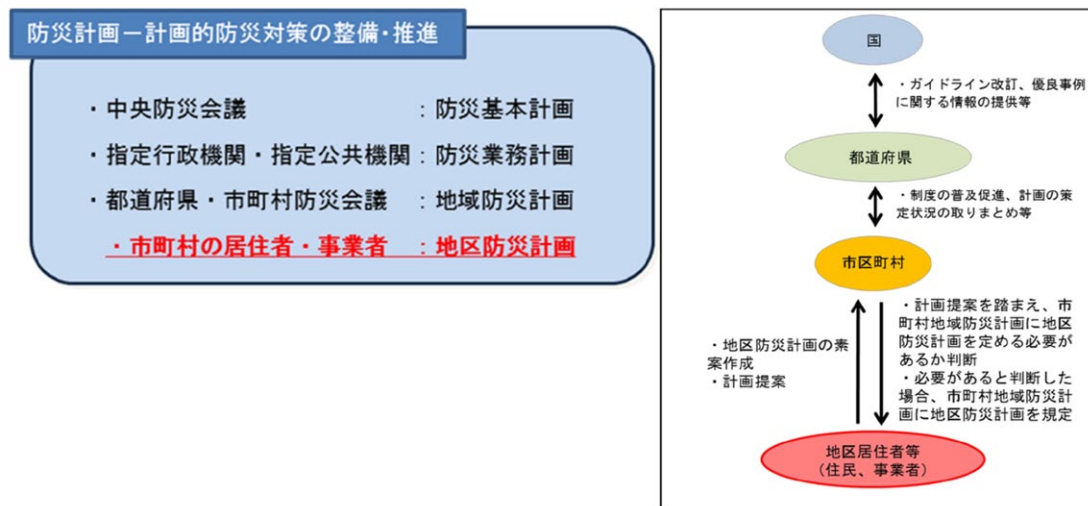 防災計画－計画的防災対策の整備・推進
・中央防災会議 ：防災基本計画
・指定行政機関・指定公共機関：防災業務計画
・都道府県・市町村防災会議 ：地域防災計画
・市町村の居住者・事業者 ：地区防災計画
国
・ガイドライン改訂、優良事例
に関する情報の提供等
都道府県
・制度の普及促進、計画の策
定状況の取りまとめ等
市区町村
・地区防災計画の素
案作成
・計画提案
・計画提案を踏まえ、市
町村地域防災計画に地区
防災計画を定める必要が
あるか判断
・必要があると判断した
場合、市町村地域防災計
画に地区防災計画を規定
地区居住者等
（住民、事業者）